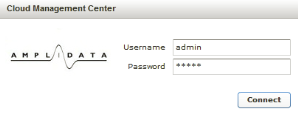 Cloud Management Center
AMPLIDATA
Username admin
Password *****
Connect